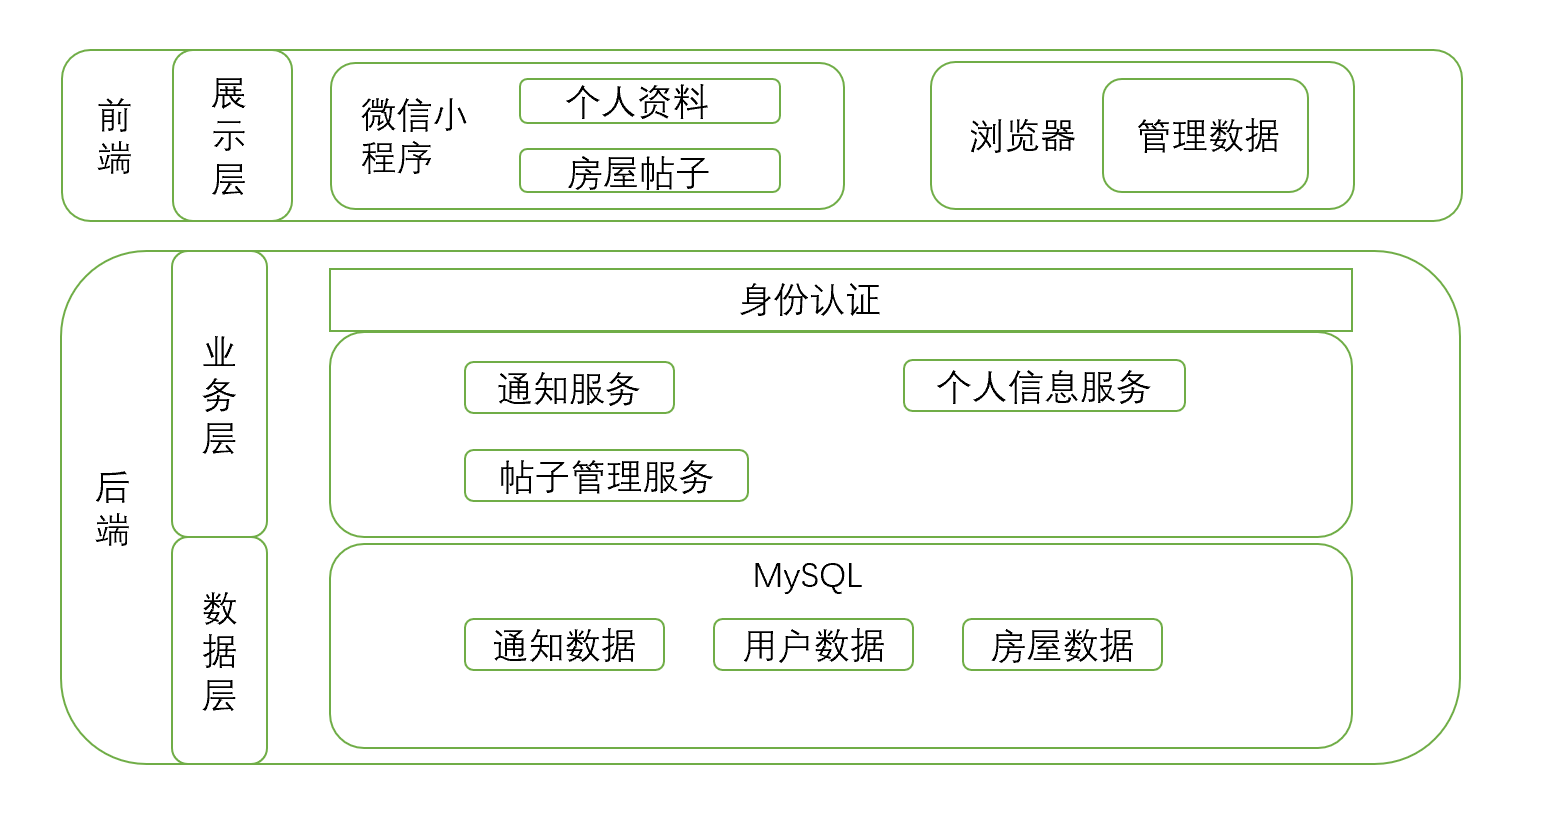 前
端
展
示
层
微信小
程序
个人资料
房屋帖子
浏览器
管理数据
后
端
业
务
层
身份认证
通知服务
个人信息服务
帖子管理服务
数
据
层
MySQL
通知数据
用户数据
房屋数据